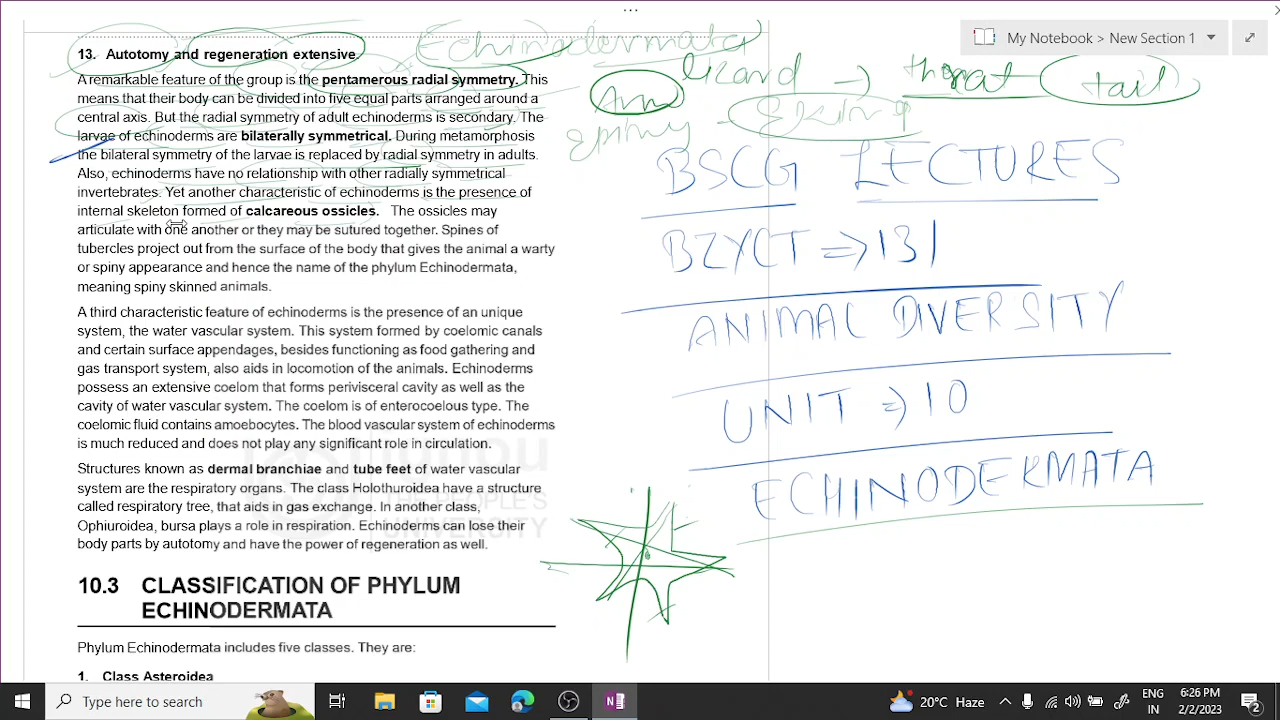 ...
My Notebook > New Section 1
13. Autotomy and regeneration extensive.
Echinodermata
lizard → threat tail
Arm
spiny - skin
A remarkable feature of the group is the pentamerous radial symmetry. This
means that their body can be divided into five equal parts arranged around a
central axis. But the radial symmetry of adult echinoderms is secondary. The
larvae of echinoderms are bilaterally symmetrical. During metamorphosis
the bilateral symmetry of the larvae is replaced by radial symmetry in adults.
Also, echinoderms have no relationship with other radially symmetrical
invertebrates. Yet another characteristic of echinoderms is the presence of
internal skeleton formed of calcareous ossicles. The ossicles may
articulate with one another or they may be sutured together. Spines of
tubercles project out from the surface of the body that gives the animal a warty
or spiny appearance and hence the name of the phylum Echinodermata,
meaning spiny skinned animals.
A third characteristic feature of echinoderms is the presence of an unique
system, the water vascular system. This system formed by coelomic canals
and certain surface appendages, besides functioning as food gathering and
gas transport system, also aids in locomotion of the animals. Echinoderms
possess an extensive coelom that forms perivisceral cavity as well as the
cavity of water vascular system. The coelom is of enterocoelous type. The
coelomic fluid contains amoebocytes. The blood vascular system of echinoderms
is much reduced and does not play any significant role in circulation.
Structures known as dermal branchiae and tube feet of water vascular
system are the respiratory organs. The class Holothuroidea have a structure
called respiratory tree, that aids in gas exchange. In another class,
Ophiuroidea, bursa plays a role in respiration. Echinoderms can lose their
body parts by autotomy and have the power of regeneration as well.
THE PEOPLE'S
UNIVERSITY
10.3 CLASSIFICATION OF PHYLUM
ECHINODERMATA
Phylum Echinodermata includes five classes. They are:
1. Class Asteroidea
BSCG LECTURES
BZYCT => 131
ANIMAL DIVERSITY
UNIT => 10
ECHINODERMATA
Type here to search
20°C Haze
ENG
IN
6:26 PM
2/2/2023
2